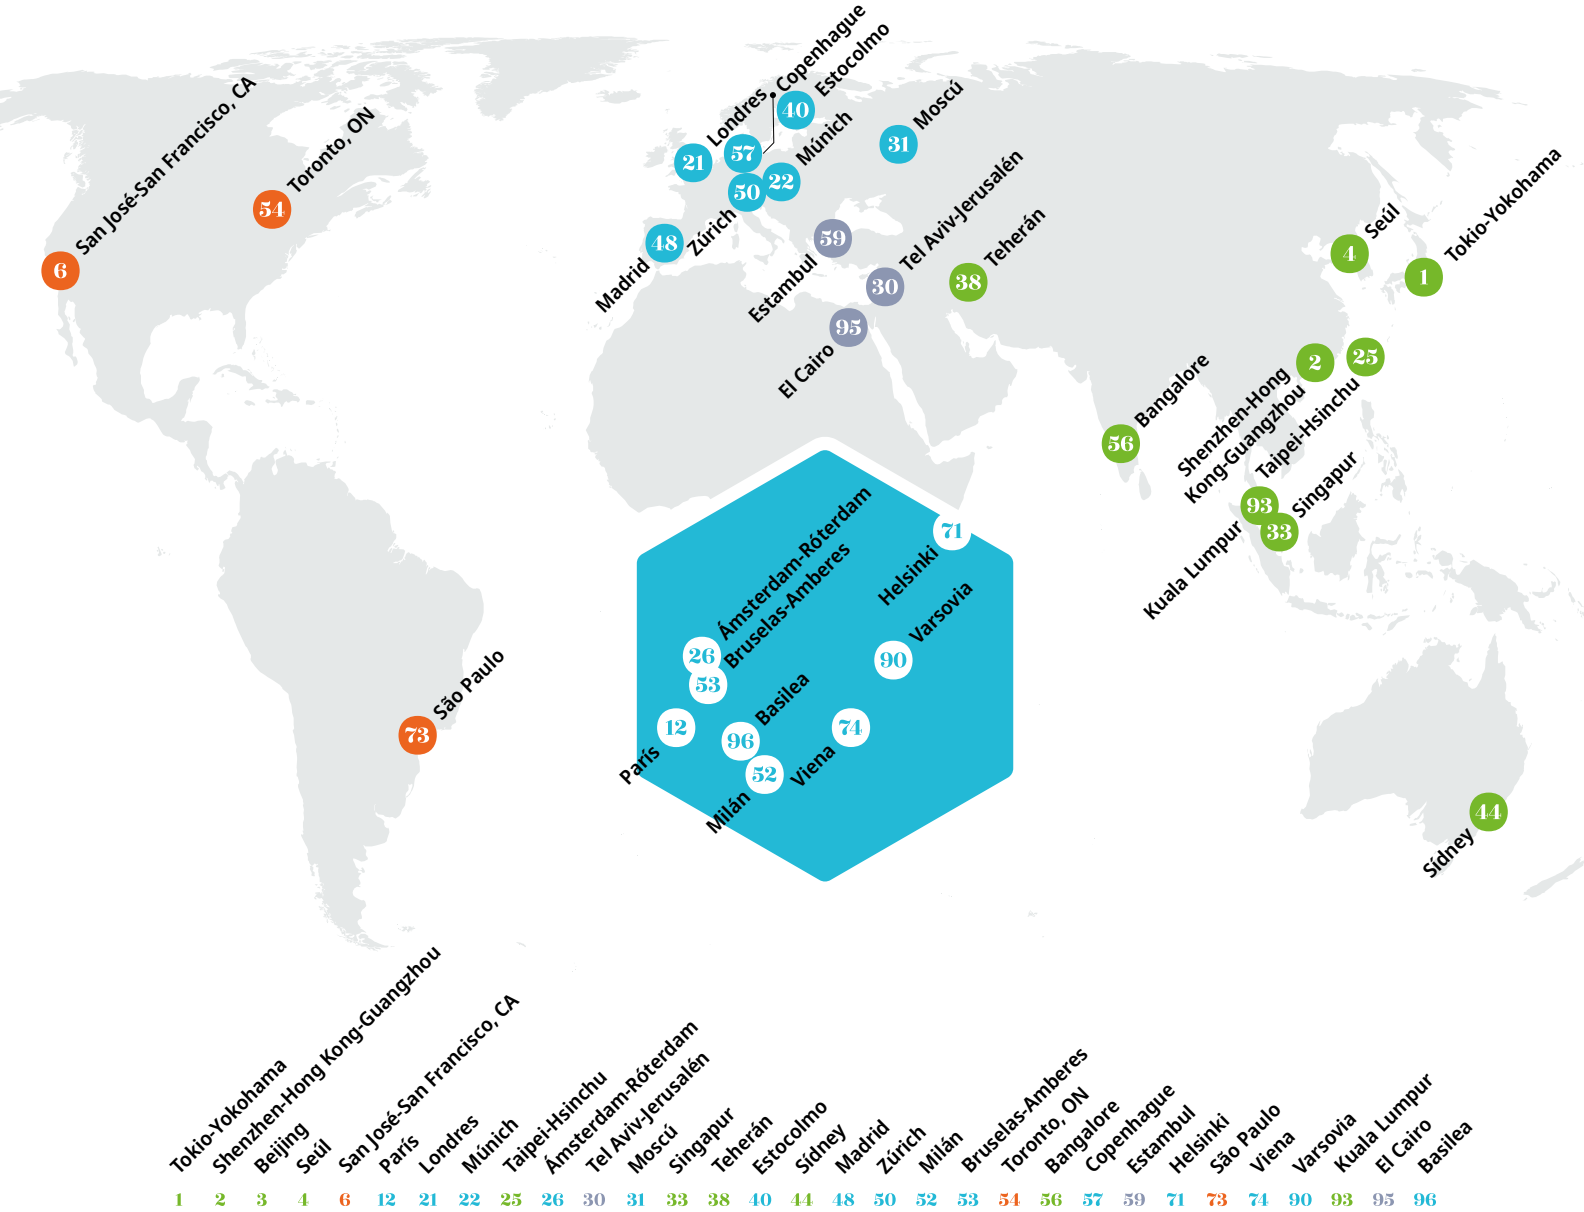 Copenhague
Estocolmo
40
San José-San Francisco, CA
6
Toronto, ON
54
Londres
21
57
Múnich
22
50
Zúrich
Moscú
31
48
Madrid
59
Estambul
Tel Aviv-Jerusalén
30
Teherán
38
95
El Cairo
Seúl
4
Tokio-Yokohama
1
2
Shenzhen-Hong
Kong-Guangzhou
25
Taipei-Hsinchu
Bangalore
56
93
Kuala Lumpur
Singapur
33
71
Helsinki
Ámsterdam-Róterdam
26
Bruselas-Amberes
53
Varsovia
90
12
París
Basilea
96
52
Milán
74
Viena
São Paulo
73
44
Sídney
Tokio-Yokohama
Shenzhen-Hong Kong-Guangzhou
Beijing
Seúl
San José-San Francisco, CA
París
Londres
Múnich
Taipei-Hsinchu
Ámsterdam-Róterdam
Tel Aviv-Jerusalén
Moscú
Singapur
Teherán
Estocolmo
Sídney
Madrid
Zúrich
Milán
Bruselas-Amberes
Toronto, ON
Bangalore
Copenhague
Estambul
Helsinki
São Paulo
Viena
Varsovia
Kuala Lumpur
El Cairo
Basilea
1 2 3 4 6 12 21 22 25 26 30 31 33 38 40 44 48 50 52 53 54 56 57 59 71 73 74 90 93 95 96